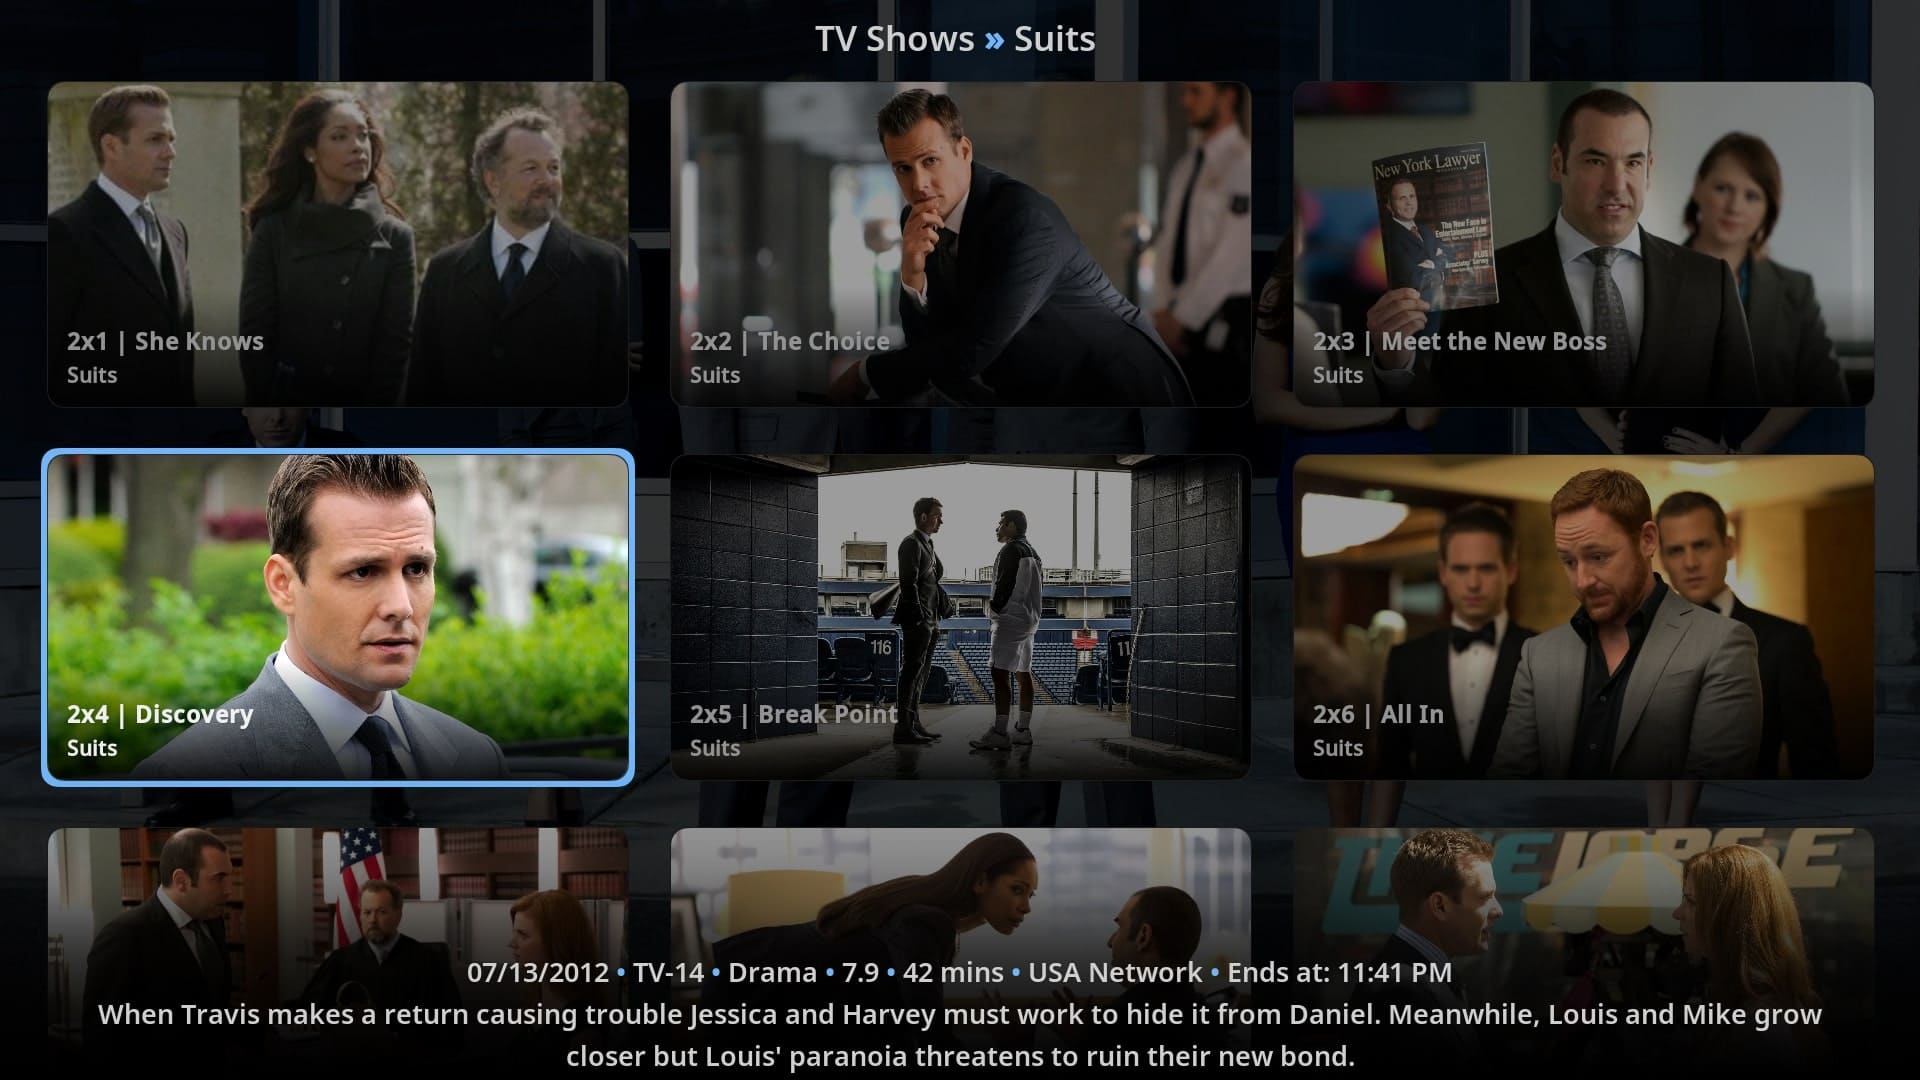 TV Shows » Suits
New York Lawyer
The New Face in
Entertainment Law
PLUS
Associates' Survey
2x1 | She Knows
Suits
2x2 | The Choice
Suits
2x3 | Meet the New Boss
Suits
116
11
2x4 | Discovery
Suits
2x5 | Break Point
Suits
2x6 | All In
Suits
07/13/2012 • TV-14 • Drama • 7.9 • 42 mins • USA Network • Ends at: 11:41 PM
When Travis makes a return causing trouble Jessica and Harvey must work to hide it from Daniel. Meanwhile, Louis and Mike grow
closer but Louis' paranoia threatens to ruin their new bond.